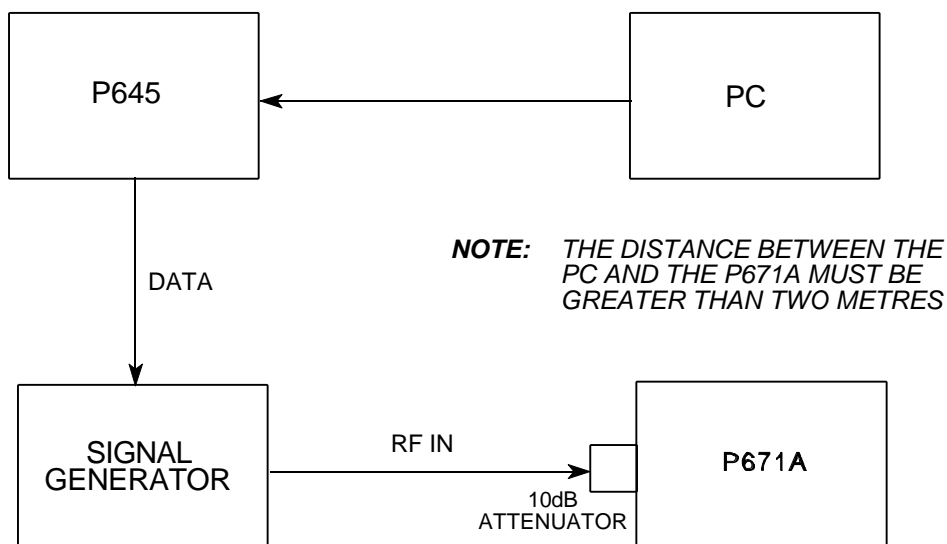 P645
PC
NOTE: THE DISTANCE BETWEEN THE
PC AND THE P671A MUST BE
GREATER THAN TWO METRES
DATA
SIGNAL
GENERATOR
RF IN
10dB
ATTENUATOR
P671A